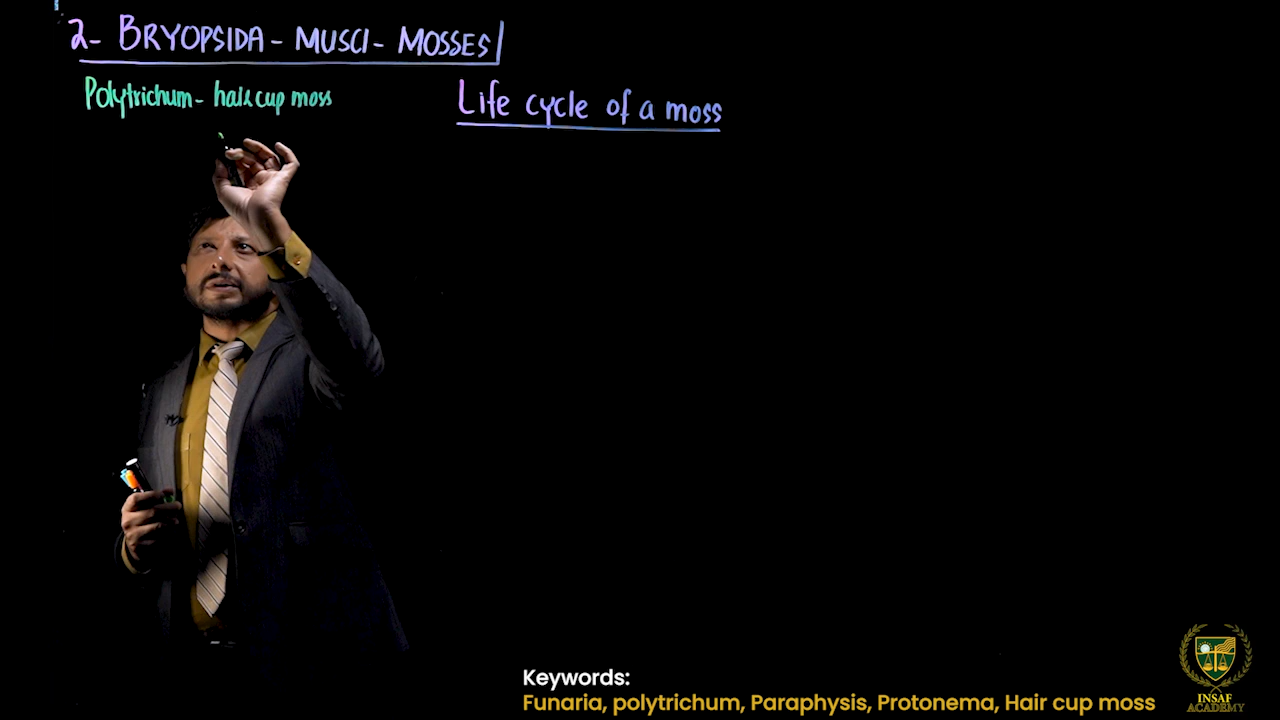 2- BRYOPSIDA - MUSCI - MOSSES
Polytrichum - hair cup moss
Life cycle of a moss
Keywords:
Funaria, polytrichum, Paraphysis, Protonema, Hair cup moss
INSAF
ACADEMY